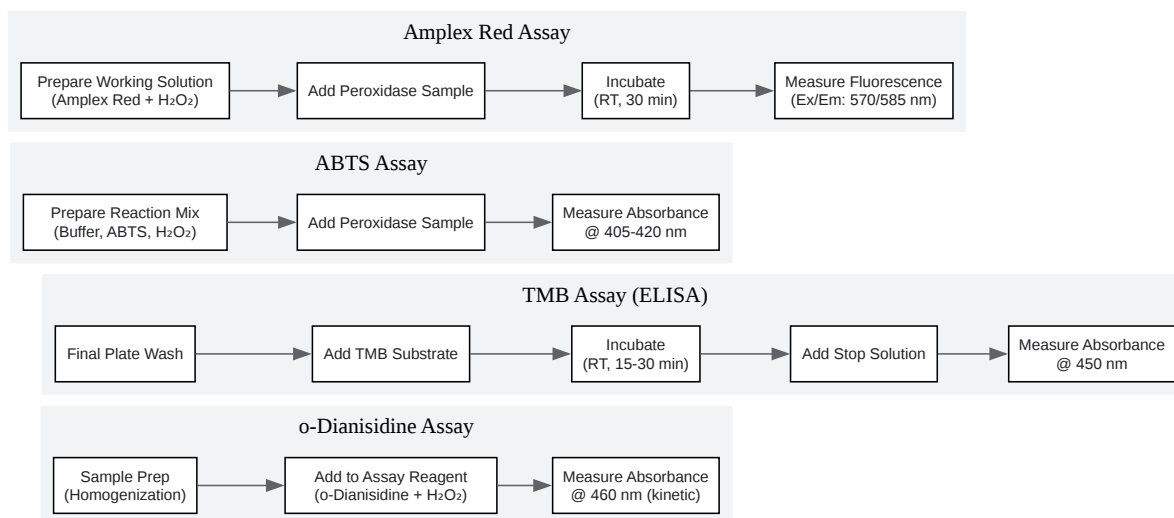 Amplex Red Assay
Prepare Working Solution
(Amplex Red + H₂O₂)
Add Peroxidase Sample
Incubate
(RT, 30 min)
Measure Fluorescence
(Ex/Em: 570/585 nm)
ABTS Assay
Prepare Reaction Mix
(Buffer, ABTS, H₂O₂)
Add Peroxidase Sample
Measure Absorbance
@ 405-420 nm
TMB Assay (ELISA)
Final Plate Wash
Add TMB Substrate
Incubate
(RT, 15-30 min)
Add Stop Solution
Measure Absorbance
@ 450 nm
o-Dianisidine Assay
Sample Prep
(Homogenization)
Add to Assay Reagent
(o-Dianisidine + H₂O₂)
Measure Absorbance
@ 460 nm (kinetic)